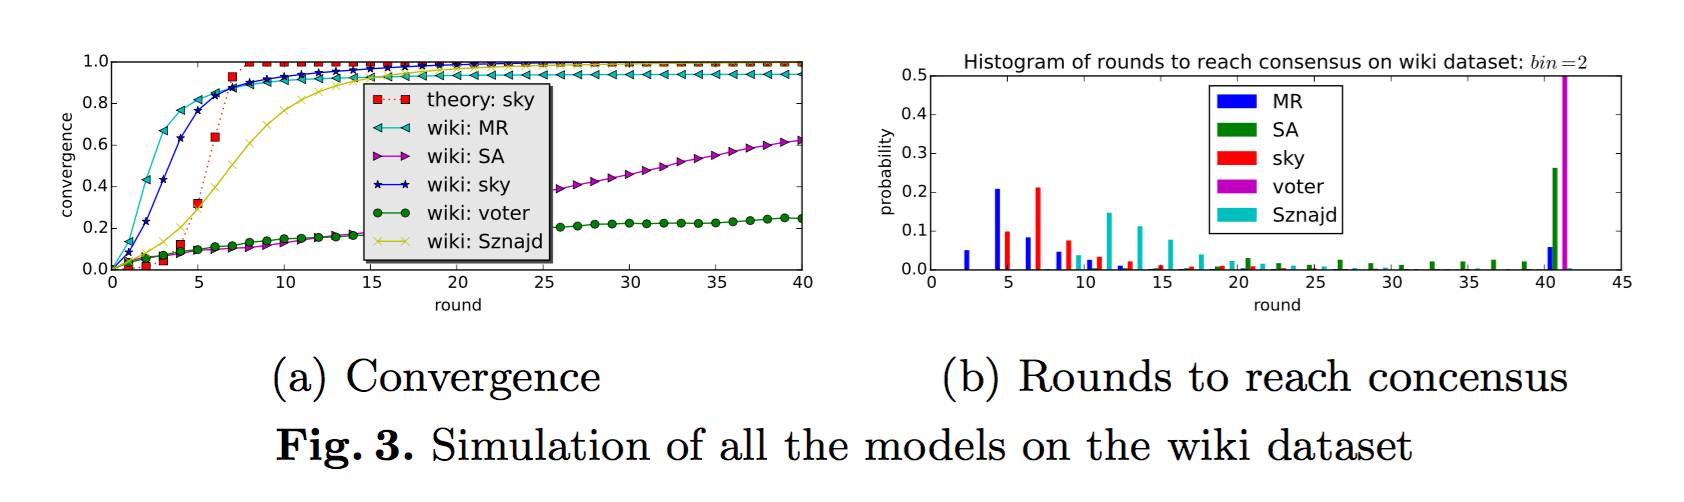 1.0
0.8
0.6
0.4
0.2
0.0
convergence
theory: sky
wiki: MR
wiki: SA
wiki: sky
wiki: voter
wiki: Sznajd
0 5 10 15 20 25 30 35 40
round
Histogram of rounds to reach consensus on wiki dataset: bin=2
0.5
0.4
0.3
0.2
0.1
0.0
probability
MR
SA
sky
voter
Sznajd
0 5 10 15 20 25 30 35 40 45
round
(a) Convergence
(b) Rounds to reach concensus
Fig. 3. Simulation of all the models on the wiki dataset